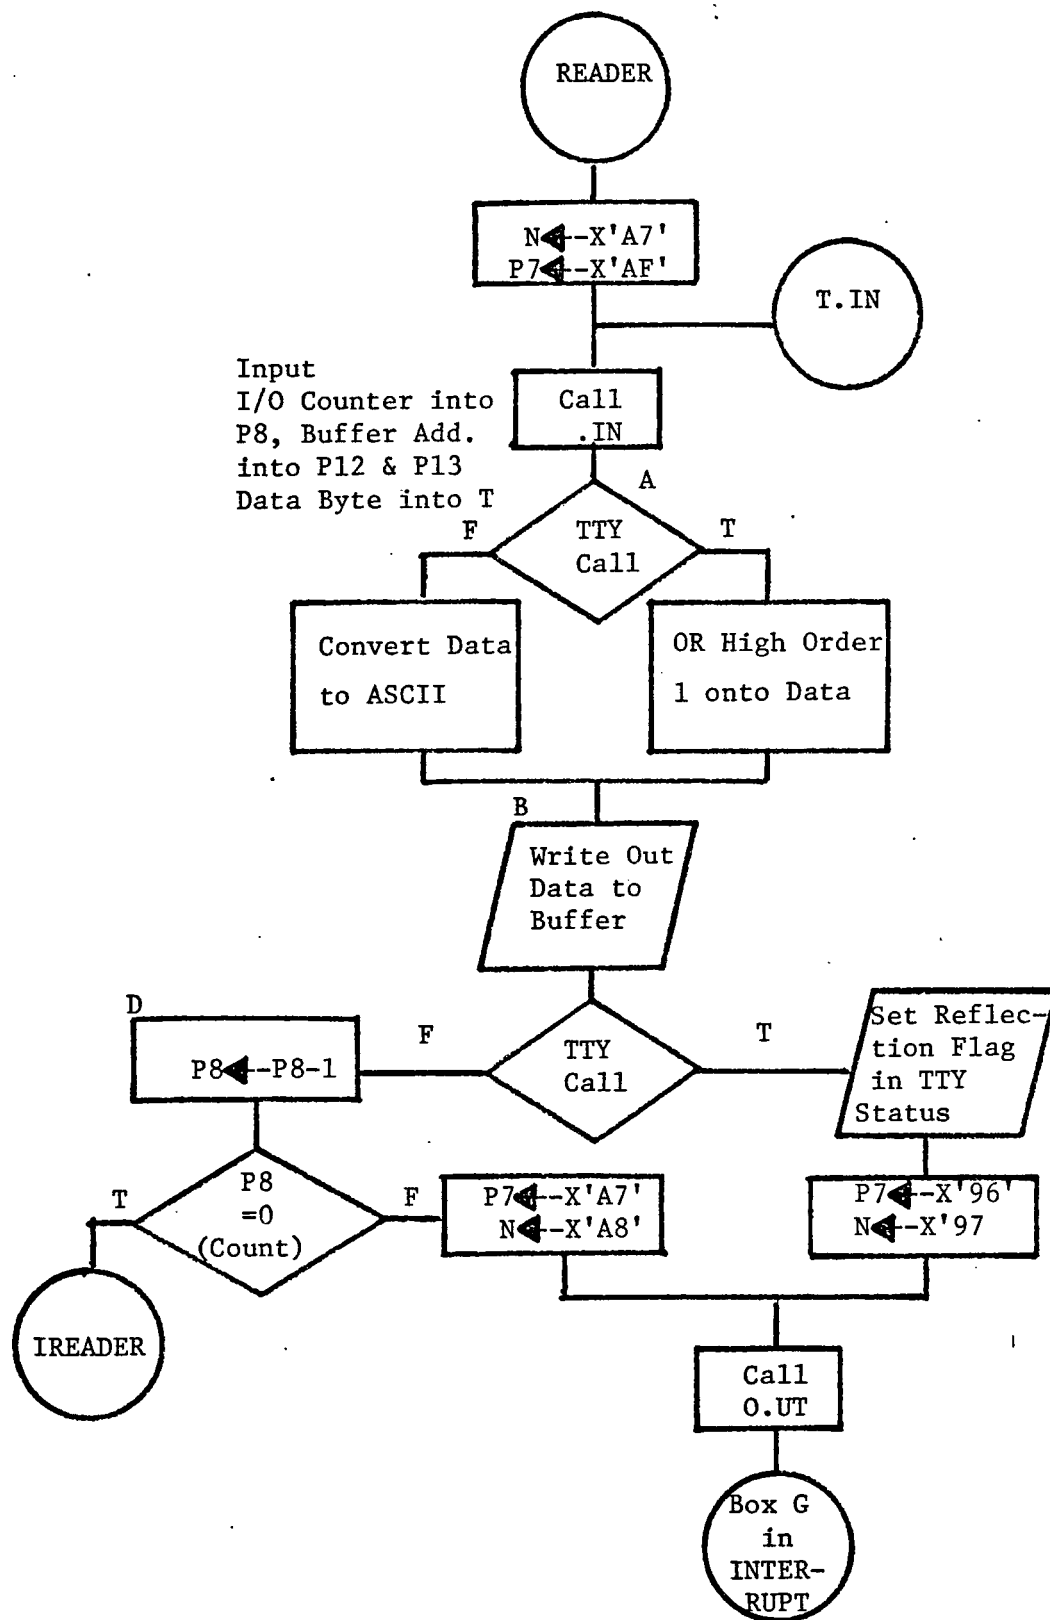 READER
N◄--X'A7'
P7◄--X'AF'
T.IN
Input
I/O Counter into
P8, Buffer Add.
into P12 & P13
Data Byte into T
Call
.IN
A
TTY
Call
F
T
Convert Data
to ASCII
OR High Order
1 onto Data
B
Write Out
Data to
Buffer
D
P8◄--P8-1
F
TTY
Call
T
Set Reflec-
tion Flag
in TTY
Status
T
P8
=0
(Count)
F
P7◄--X'A7'
N◄--X'A8'
P7◄--X'96'
N◄--X'97
IREADER
Call
O.UT
Box G
in
INTER-
RUPT